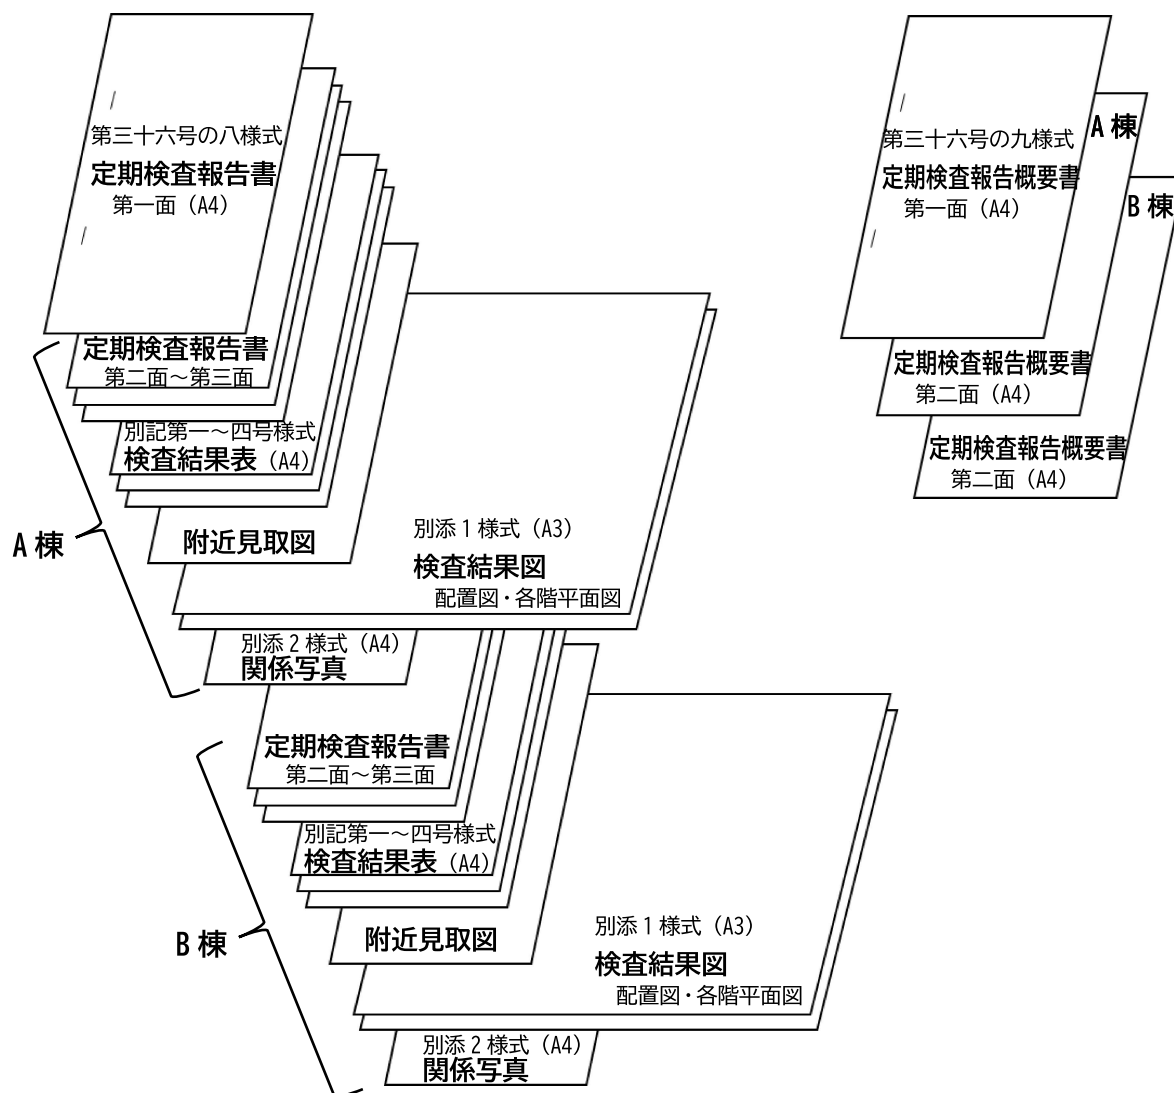 第三十六号の八様式
定期検査報告書
第一面（A4）
定期検査報告書
第二面～第三面
別記第一～四号様式
検査結果表（A4）
附近見取図
別添１様式（A3）
検査結果図
配置図・各階平面図
別添２様式（A4）
関係写真
A棟
定期検査報告書
第二面～第三面
別記第一～四号様式
検査結果表（A4）
附近見取図
別添１様式（A3）
検査結果図
配置図・各階平面図
別添２様式（A4）
関係写真
B棟
第三十六号の九様式
定期検査報告概要書
第一面（A4）
A棟
定期検査報告概要書
第二面（A4）
B棟
定期検査報告概要書
第二面（A4）